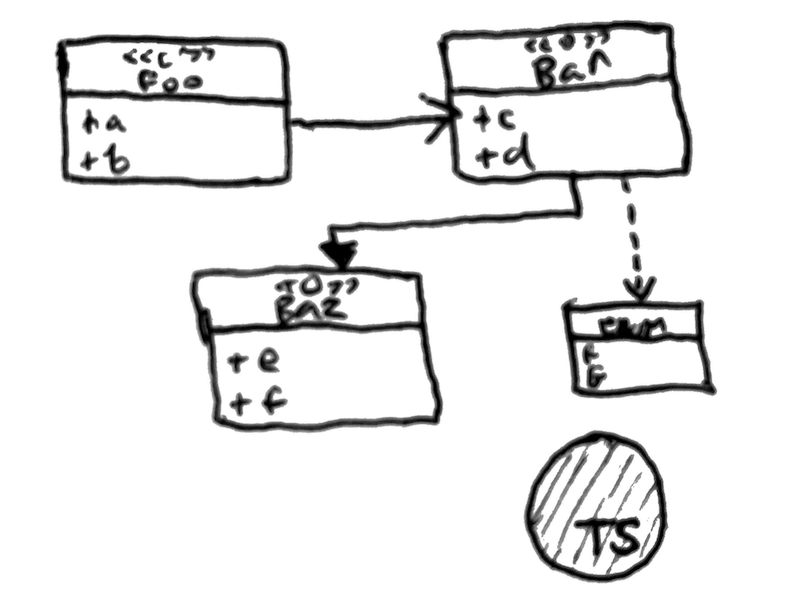 <<c>>
Foo
+a
+b
<<o>>
Bar
+c
+d
<<O>>
Baz
+e
+f
enum
F
G
TS